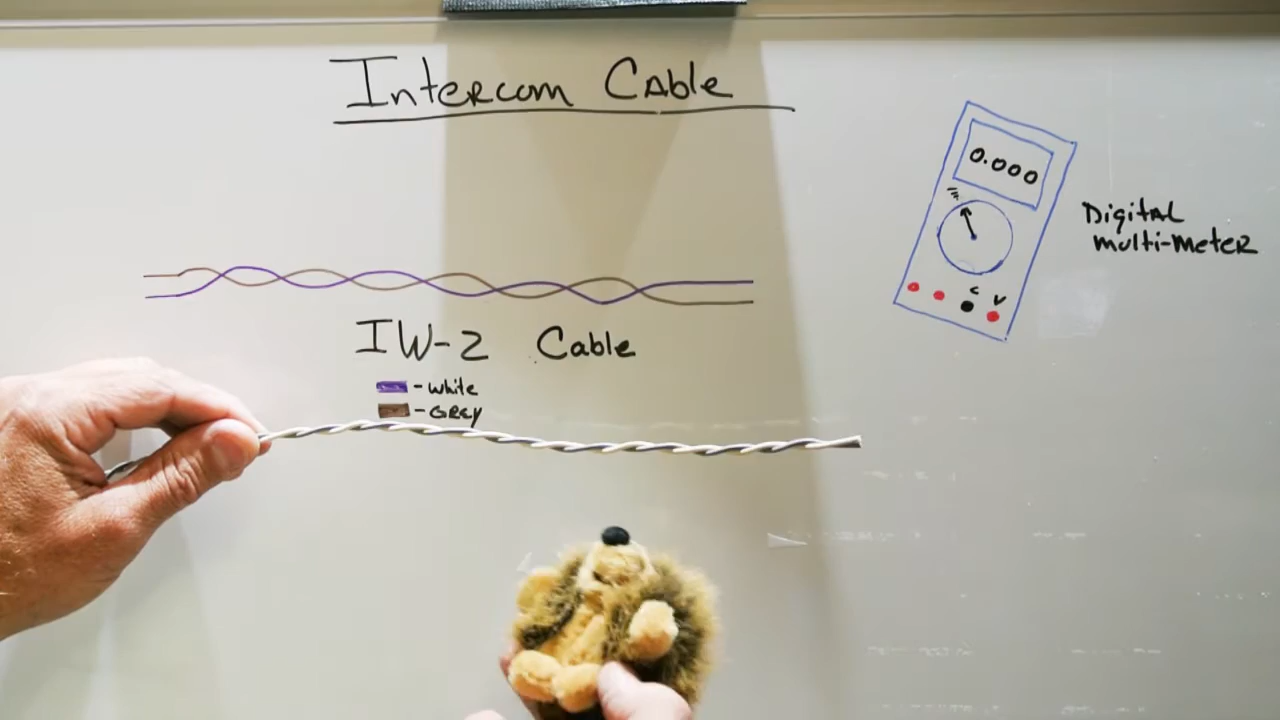 Intercom Cable
0.000
Digital
multi-meter
C V
IW-2 Cable
- White
- GREY